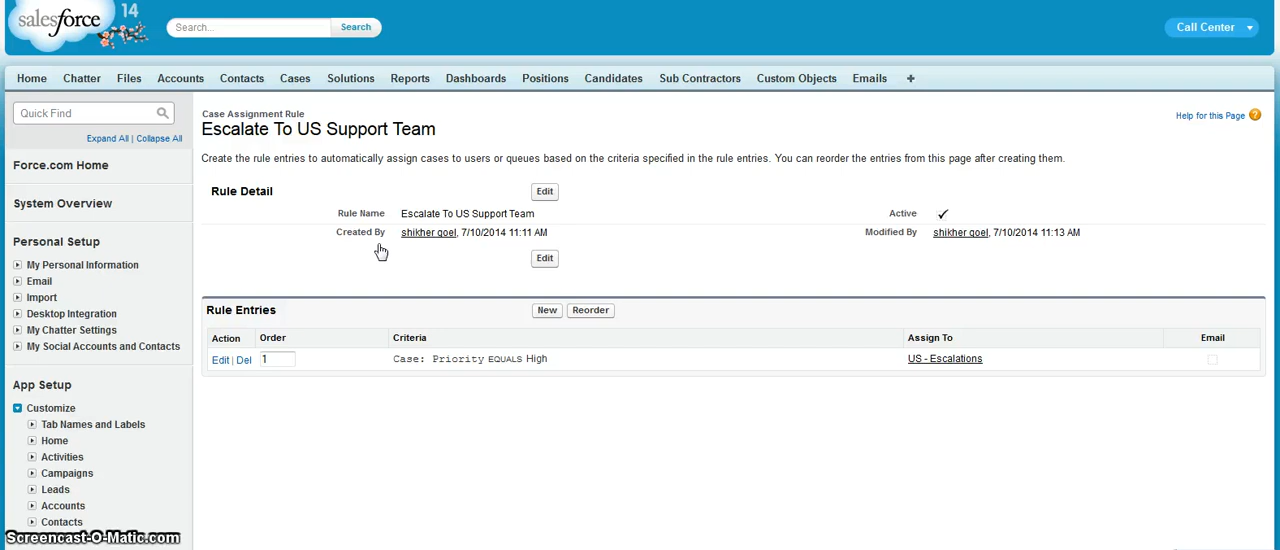 salesforce 14
Search...
Search
Call Center
Home Chatter Files Accounts Contacts Cases Solutions Reports Dashboards Positions Candidates Sub Contractors Custom Objects Emails +
Quick Find
Expand All | Collapse All
Force.com Home
System Overview
Personal Setup
My Personal Information
Email
Import
Desktop Integration
My Chatter Settings
My Social Accounts and Contacts
App Setup
Customize
Tab Names and Labels
Home
Activities
Campaigns
Leads
Accounts
Contacts
Case Assignment Rule
Escalate To US Support Team
Help for this Page ?
Create the rule entries to automatically assign cases to users or queues based on the criteria specified in the rule entries. You can reorder the entries from this page after creating them.
Rule Detail Edit
Rule Name Escalate To US Support Team Active ✓
Created By shikher goel, 7/10/2014 11:11 AM Modified By shikher goel, 7/10/2014 11:13 AM
Edit
Rule Entries New Reorder
Action Order Criteria Assign To Email
Edit | Del 1 Case: Priority EQUALS High US - Escalations
Screencast-O-Matic.com